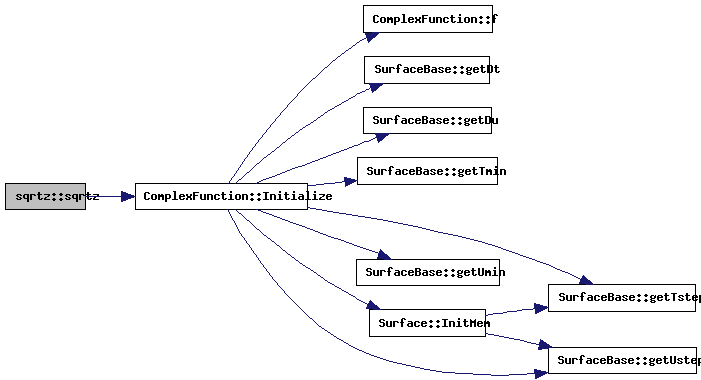 ComplexFunction::f
SurfaceBase::getDt
SurfaceBase::getDu
SurfaceBase::getTmin
sqrtz::sqrtz
ComplexFunction::Initialize
SurfaceBase::getUmin
SurfaceBase::getTstep
Surface::InitMem
SurfaceBase::getUstep